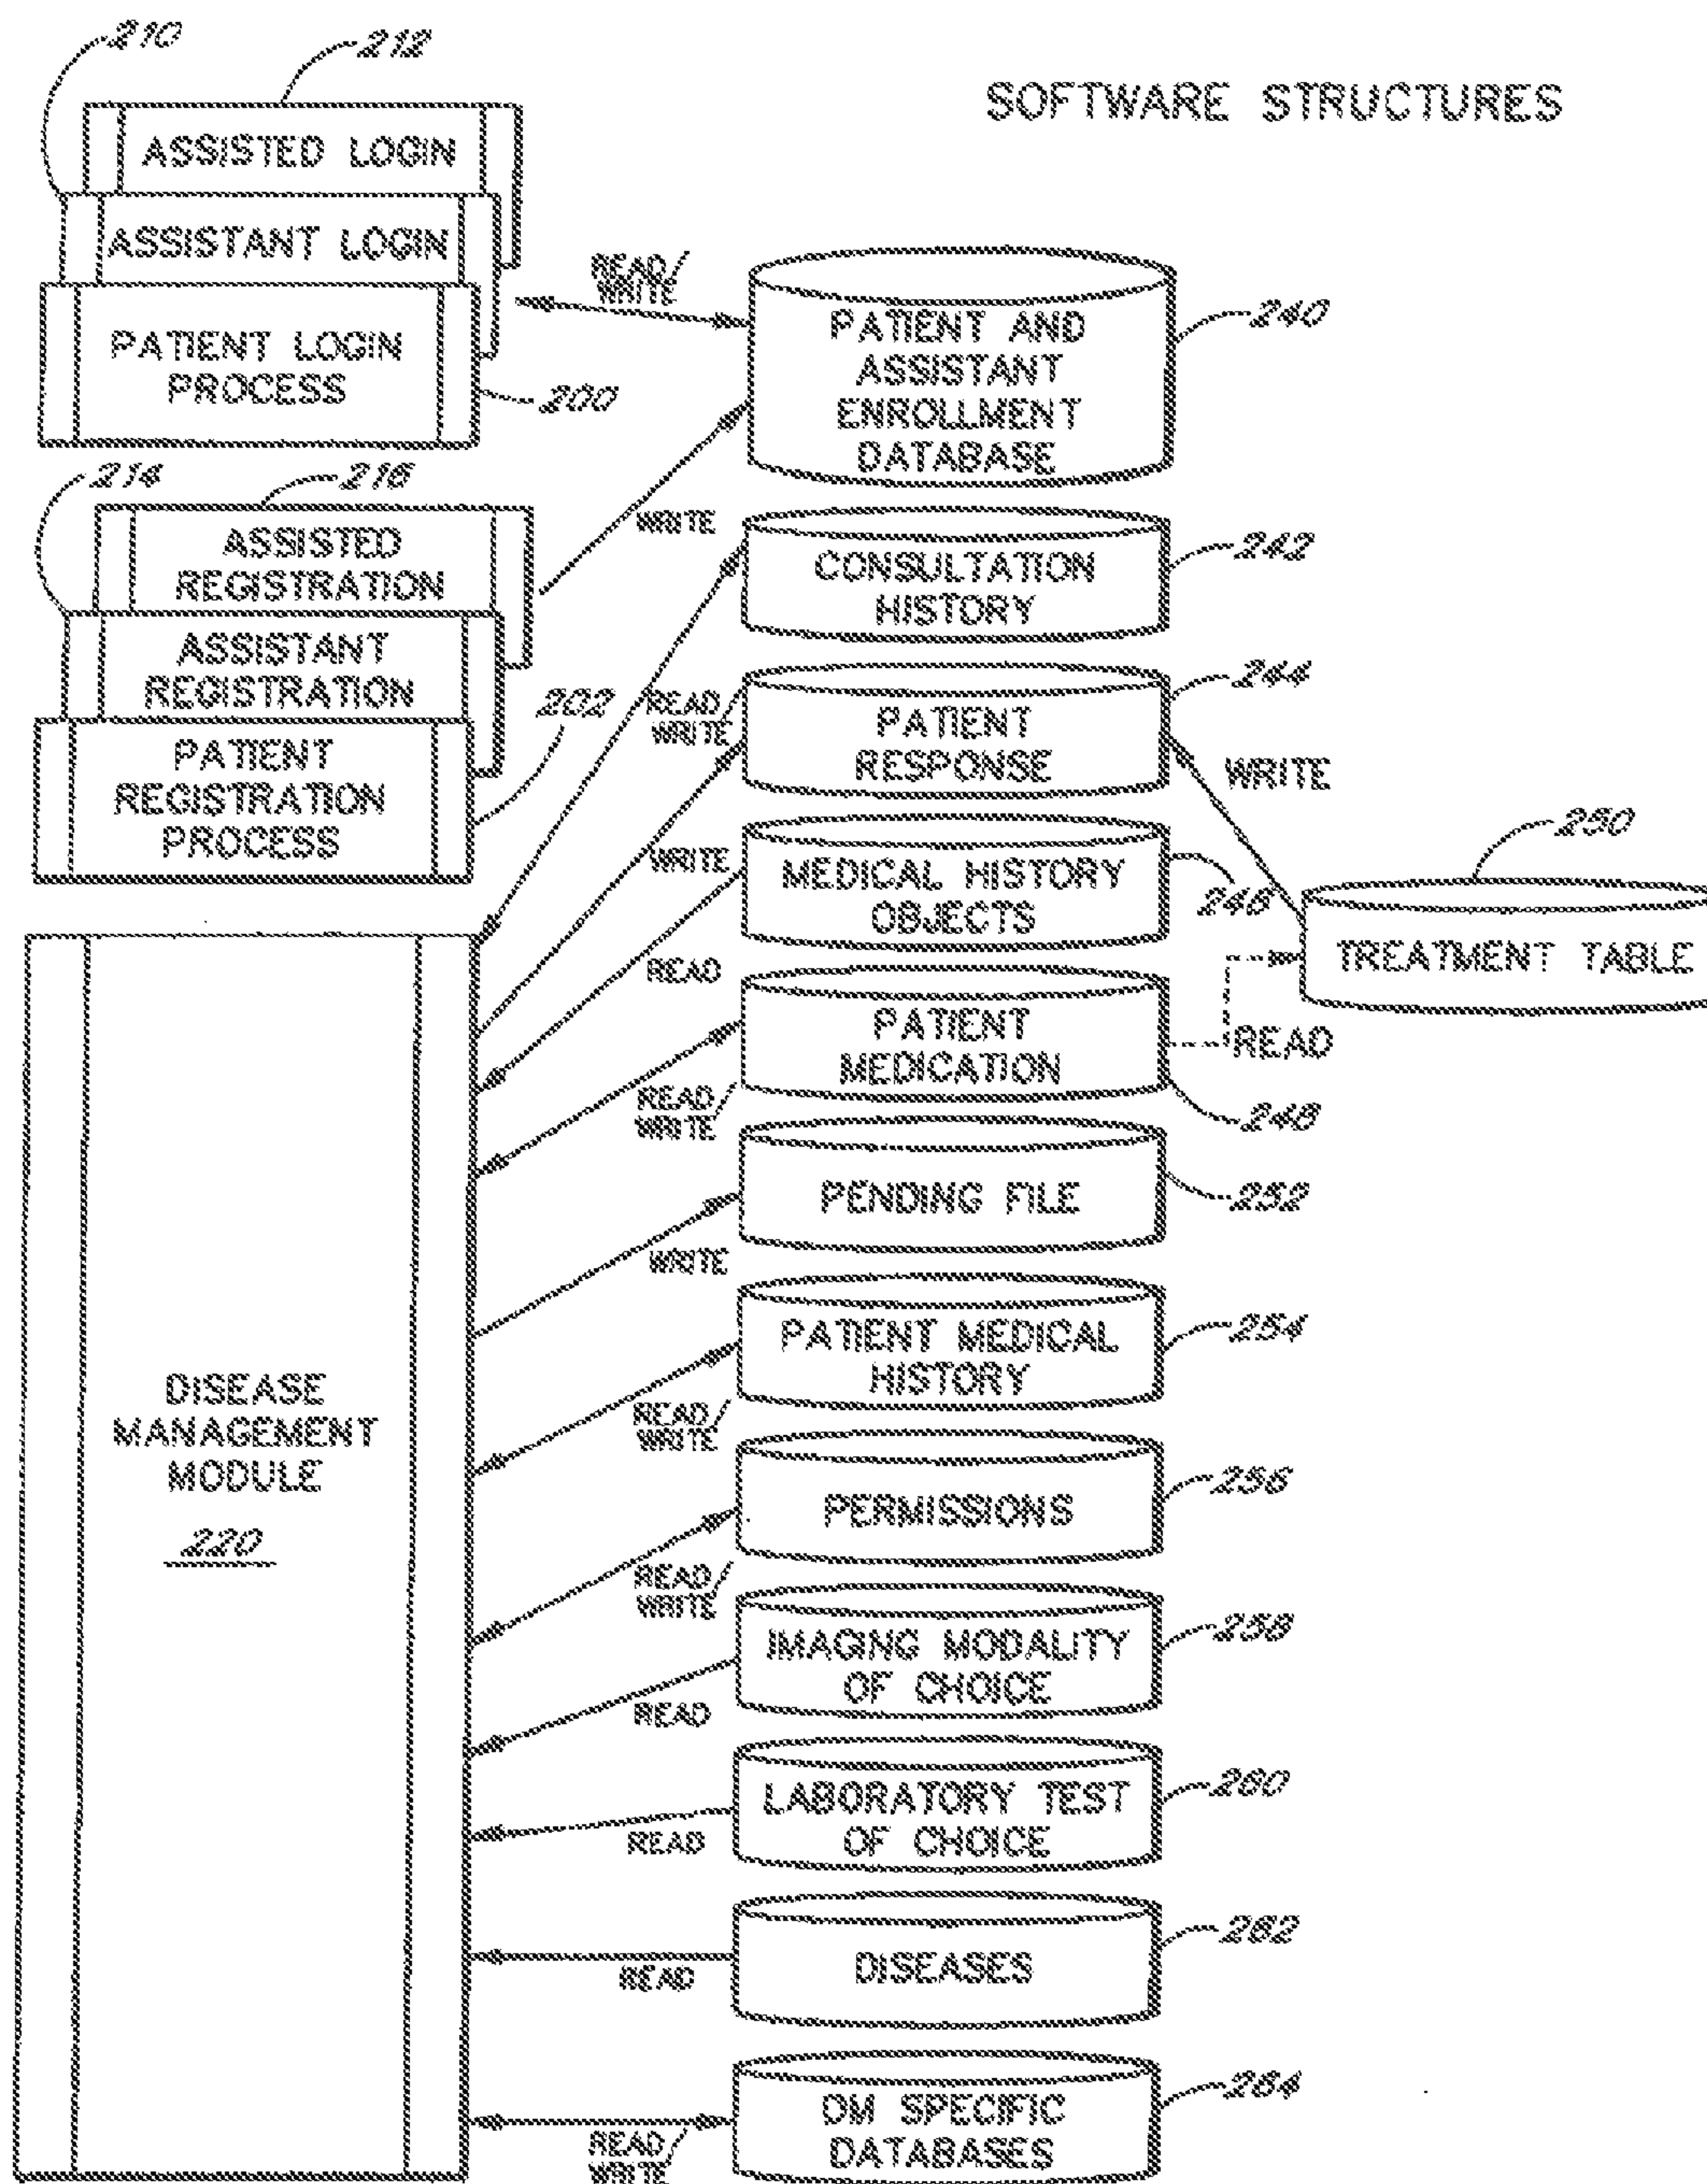 210
212
SOFTWARE STRUCTURES
ASSISTED LOGIN
ASSISTANT LOGIN
PATIENT LOGIN
PROCESS
200
READ/
WRITE
PATIENT AND
ASSISTANT
ENROLLMENT
DATABASE
240
214
216
ASSISTED
REGISTRATION
ASSISTANT
REGISTRATION
PATIENT
REGISTRATION
PROCESS
202
WRITE
CONSULTATION
HISTORY
242
READ/
WRITE
PATIENT
RESPONSE
244
WRITE
WRITE
MEDICAL HISTORY
OBJECTS
246
250
TREATMENT TABLE
READ
PATIENT
MEDICATION
READ
248
READ/
WRITE
PENDING FILE
252
WRITE
PATIENT MEDICAL
HISTORY
254
READ/
WRITE
DISEASE
MANAGEMENT
MODULE
220
PERMISSIONS
256
READ/
WRITE
IMAGING MODALITY
OF CHOICE
258
READ
LABORATORY TEST
OF CHOICE
260
READ
DISEASES
262
READ
DM SPECIFIC
DATABASES
264
READ/
WRITE